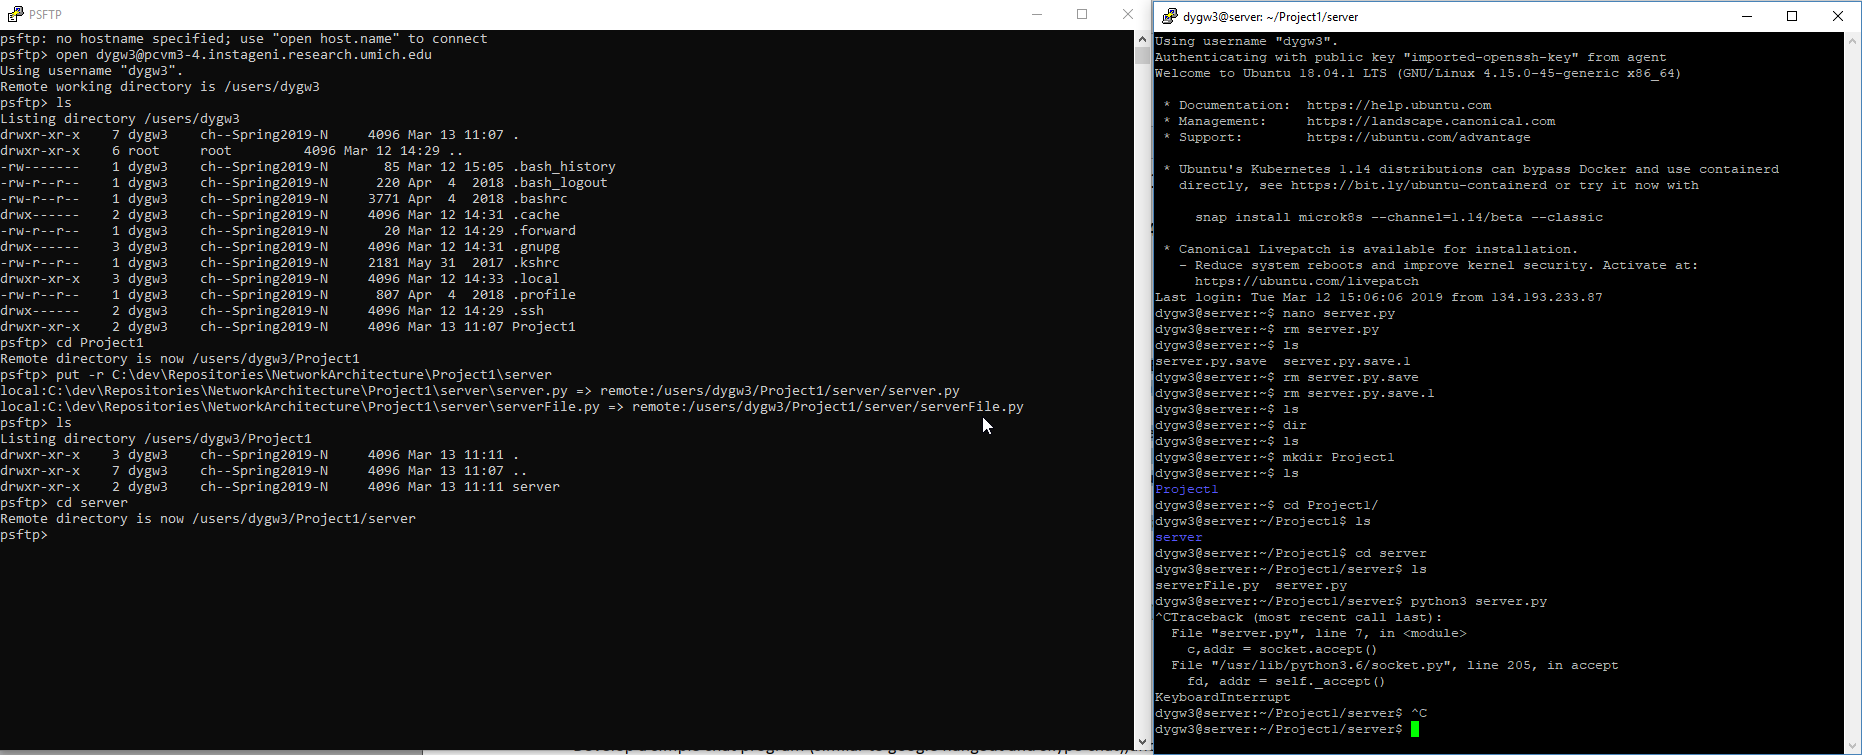 PSFTP
psftp: no hostname specified; use "open host.name" to connect
psftp> open dygw3@pcvm3-4.instageni.research.umich.edu
Using username "dygw3".
Remote working directory is /users/dygw3
psftp> ls
Listing directory /users/dygw3
drwxr-xr-x    7 dygw3    ch--Spring2019-N     4096 Mar 13 11:07 .
drwxr-xr-x    6 root     root         4096 Mar 12 14:29 ..
-rw-------    1 dygw3    ch--Spring2019-N       85 Mar 12 15:05 .bash_history
-rw-r--r--    1 dygw3    ch--Spring2019-N      220 Apr  4  2018 .bash_logout
-rw-r--r--    1 dygw3    ch--Spring2019-N     3771 Apr  4  2018 .bashrc
drwx------    2 dygw3    ch--Spring2019-N     4096 Mar 12 14:31 .cache
-rw-r--r--    1 dygw3    ch--Spring2019-N       20 Mar 12 14:29 .forward
drwx------    3 dygw3    ch--Spring2019-N     4096 Mar 12 14:31 .gnupg
-rw-r--r--    1 dygw3    ch--Spring2019-N     2181 May 31  2017 .kshrc
drwxr-xr-x    3 dygw3    ch--Spring2019-N     4096 Mar 12 14:33 .local
-rw-r--r--    1 dygw3    ch--Spring2019-N      807 Apr  4  2018 .profile
drwx------    2 dygw3    ch--Spring2019-N     4096 Mar 12 14:29 .ssh
drwxr-xr-x    2 dygw3    ch--Spring2019-N     4096 Mar 13 11:07 Project1
psftp> cd Project1
Remote directory is now /users/dygw3/Project1
psftp> put -r C:\dev\Repositories\NetworkArchitecture\Project1\server
local:C:\dev\Repositories\NetworkArchitecture\Project1\server\server.py => remote:/users/dygw3/Project1/server/server.py
local:C:\dev\Repositories\NetworkArchitecture\Project1\server\serverFile.py => remote:/users/dygw3/Project1/server/serverFile.py
psftp> ls
Listing directory /users/dygw3/Project1
drwxr-xr-x    3 dygw3    ch--Spring2019-N     4096 Mar 13 11:11 .
drwxr-xr-x    7 dygw3    ch--Spring2019-N     4096 Mar 13 11:07 ..
drwxr-xr-x    2 dygw3    ch--Spring2019-N     4096 Mar 13 11:11 server
psftp> cd server
Remote directory is now /users/dygw3/Project1/server
psftp>
dygw3@server: ~/Project1/server
Using username "dygw3".
Authenticating with public key "imported-openssh-key" from agent
Welcome to Ubuntu 18.04.1 LTS (GNU/Linux 4.15.0-45-generic x86_64)
* Documentation:  https://help.ubuntu.com
* Management:     https://landscape.canonical.com
* Support:        https://ubuntu.com/advantage
* Ubuntu's Kubernetes 1.14 distributions can bypass Docker and use containerd
directly, see https://bit.ly/ubuntu-containerd or try it now with
snap install microk8s --channel=1.14/beta --classic
* Canonical Livepatch is available for installation.
- Reduce system reboots and improve kernel security. Activate at:
https://ubuntu.com/livepatch
Last login: Tue Mar 12 15:06:06 2019 from 134.193.233.87
dygw3@server:~$ nano server.py
dygw3@server:~$ rm server.py
dygw3@server:~$ ls
server.py.save  server.py.save.1
dygw3@server:~$ rm server.py.save
dygw3@server:~$ rm server.py.save.1
dygw3@server:~$ ls
dygw3@server:~$ dir
dygw3@server:~$ ls
dygw3@server:~$ mkdir Project1
dygw3@server:~$ ls
Project1
dygw3@server:~$ cd Project1/
dygw3@server:~/Project1$ ls
server
dygw3@server:~/Project1$ cd server
dygw3@server:~/Project1/server$ ls
serverFile.py  server.py
dygw3@server:~/Project1/server$ python3 server.py
^CTraceback (most recent call last):
File "server.py", line 7, in <module>
c,addr = socket.accept()
File "/usr/lib/python3.6/socket.py", line 205, in accept
fd, addr = self._accept()
KeyboardInterrupt
dygw3@server:~/Project1/server$ ^C
dygw3@server:~/Project1/server$